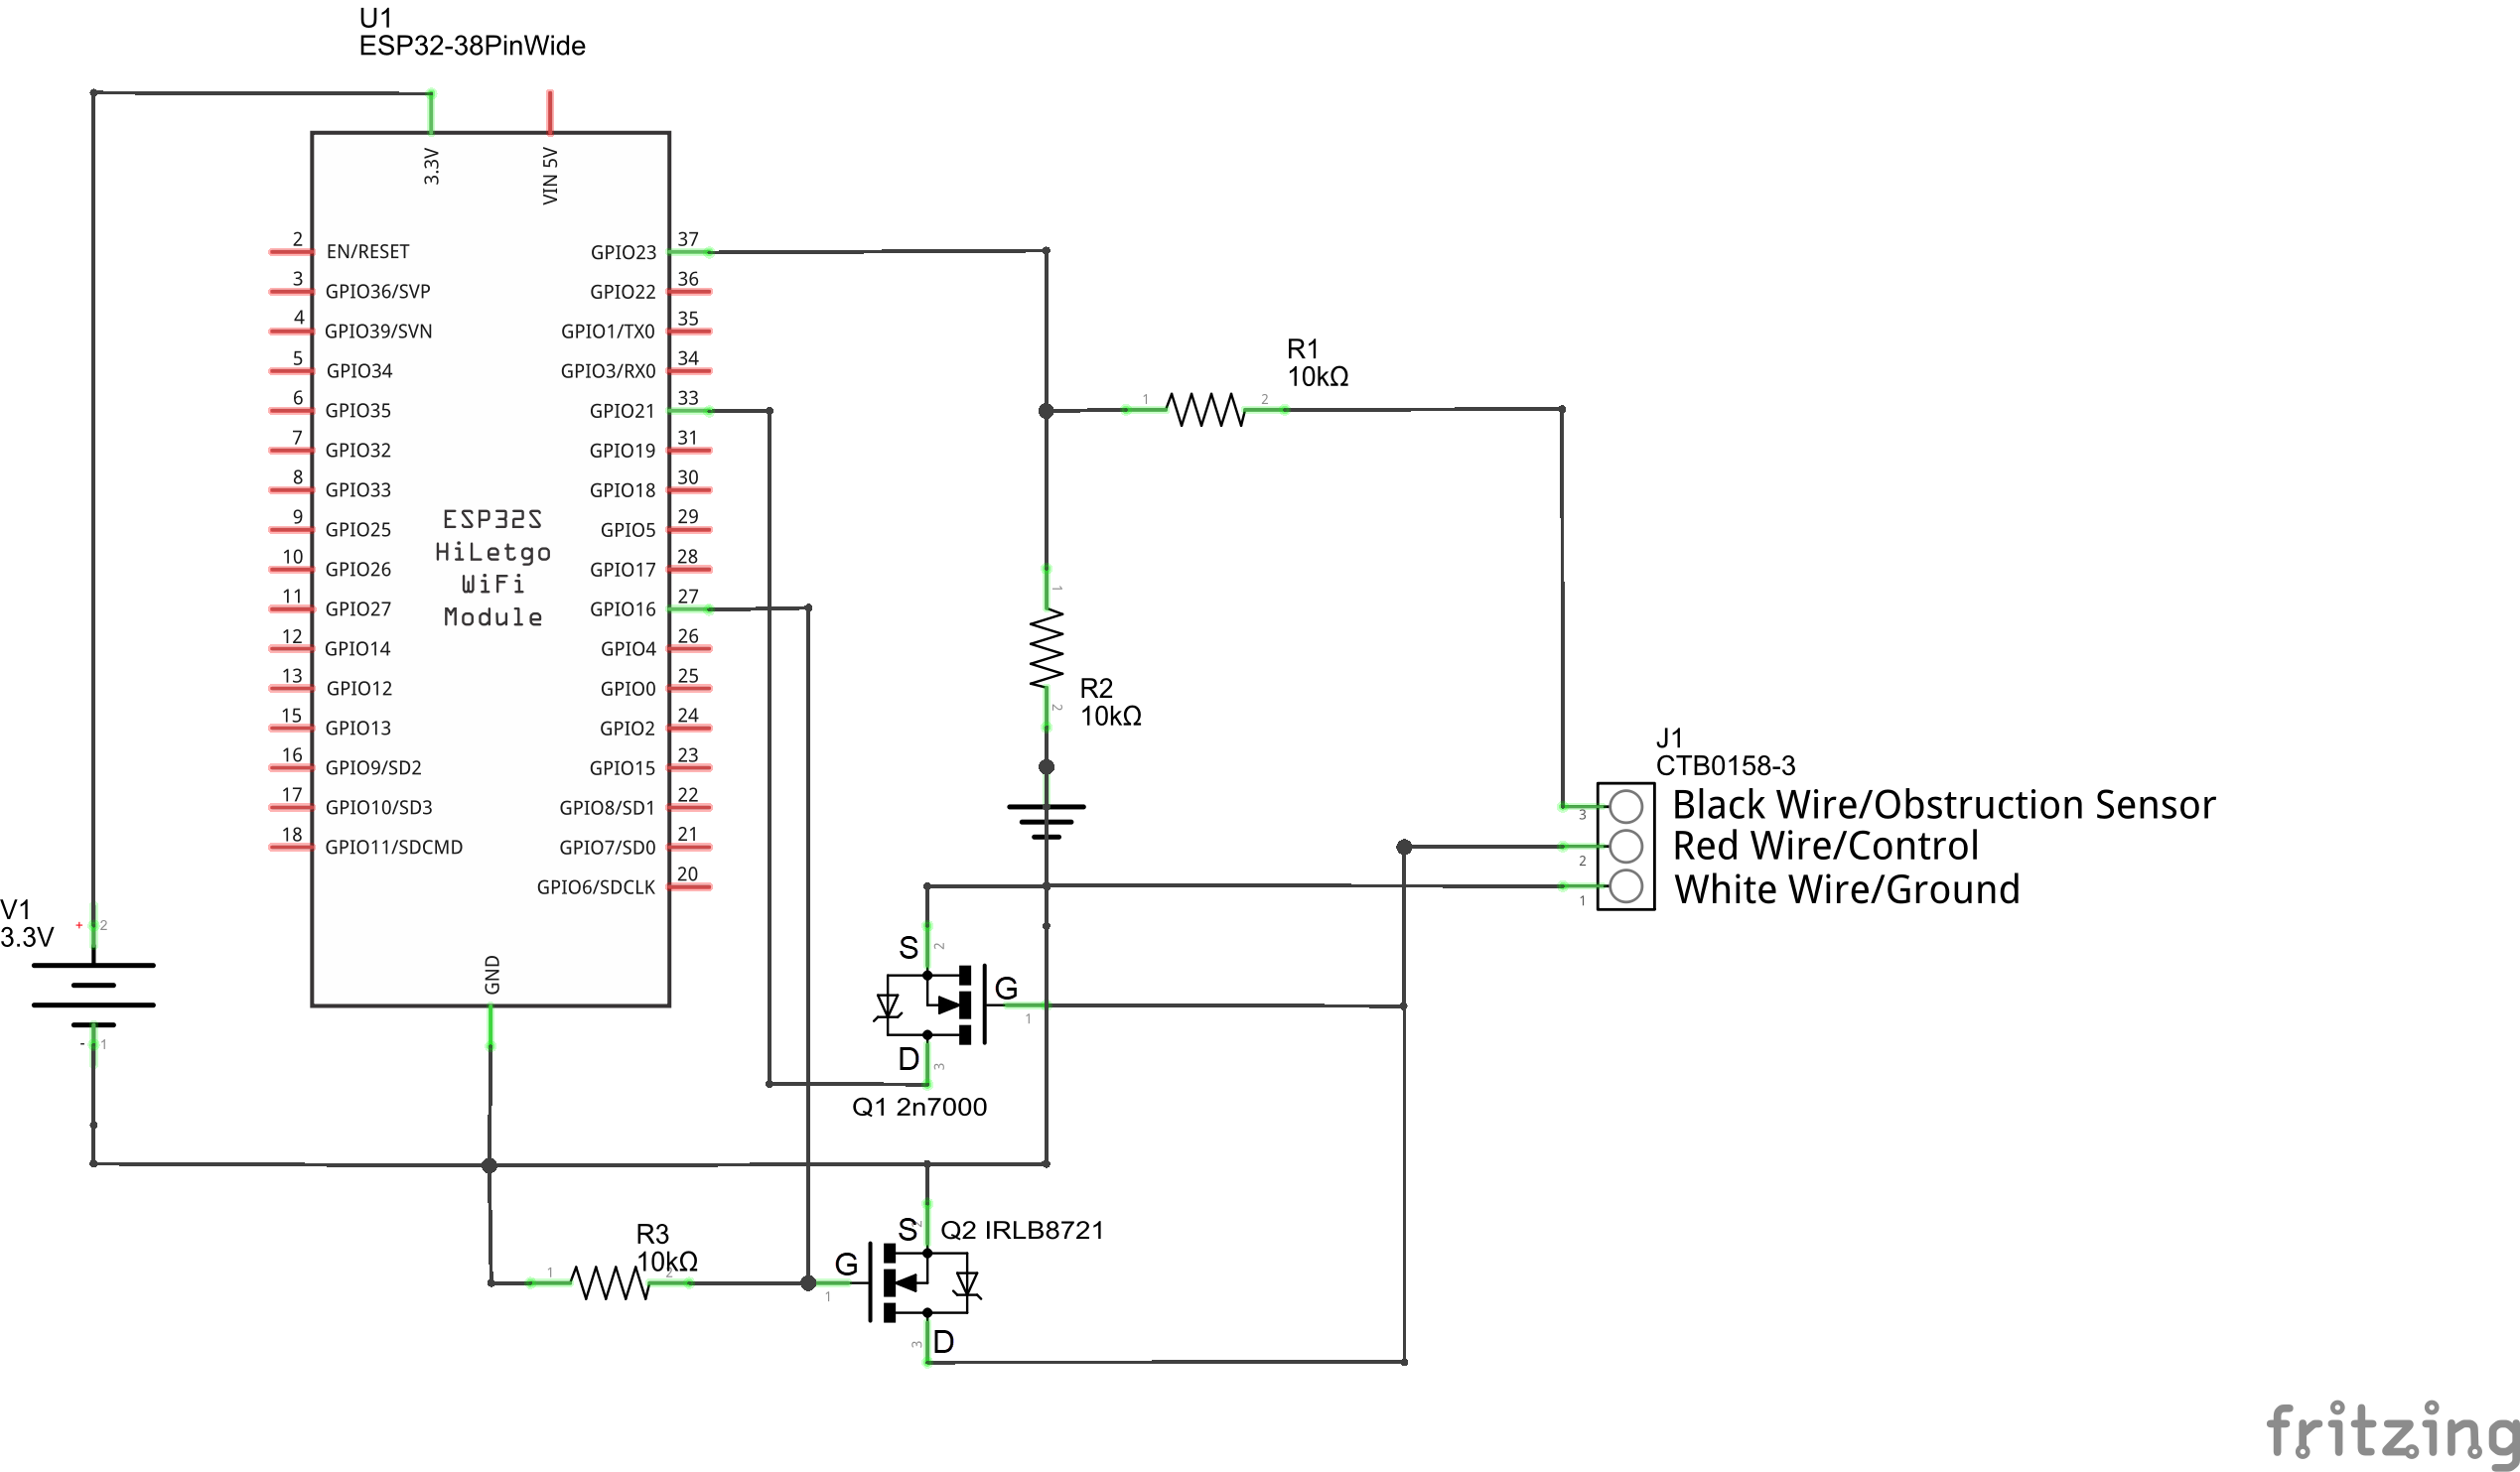 U1
ESP32-38PinWide
3.3V
VIN 5V
2 EN/RESET
3 GPIO36/SVP
4 GPIO39/SVN
5 GPIO34
6 GPIO35
7 GPIO32
8 GPIO33
9 GPIO25
10 GPIO26
11 GPIO27
12 GPIO14
13 GPIO12
15 GPIO13
16 GPIO9/SD2
17 GPIO10/SD3
18 GPIO11/SDCMD
ESP32S
HiLetgo
WiFi
Module
GPIO23 37
GPIO22 36
GPIO1/TX0 35
GPIO3/RX0 34
GPIO21 33
GPIO19 31
GPIO18 30
GPIO5 29
GPIO17 28
GPIO16 27
GPIO4 26
GPIO0 25
GPIO2 24
GPIO15 23
GPIO8/SD1 22
GPIO7/SD0 21
GPIO6/SDCLK 20
GND
R1
10kΩ
1 2
1
R2
10kΩ
2
J1
CTB0158-3
3 Black Wire/Obstruction Sensor
2 Red Wire/Control
1 White Wire/Ground
V1
3.3V
+ 2
- 1
S 2
G 1
D 3
Q1 2n7000
R3
10kΩ
1 2
S 2 Q2 IRLB8721
G 1
3 D
fritzing